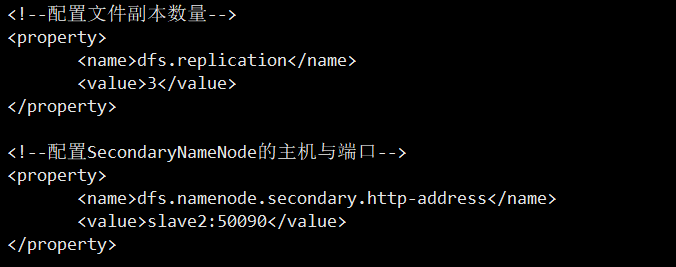 <!--配置文件副本数量-->
<property>
<name>dfs.replication</name>
<value>3</value>
</property>
<!--配置SecondaryNameNode的主机与端口-->
<property>
<name>dfs.namenode.secondary.http-address</name>
<value>slave2:50090</value>
</property>